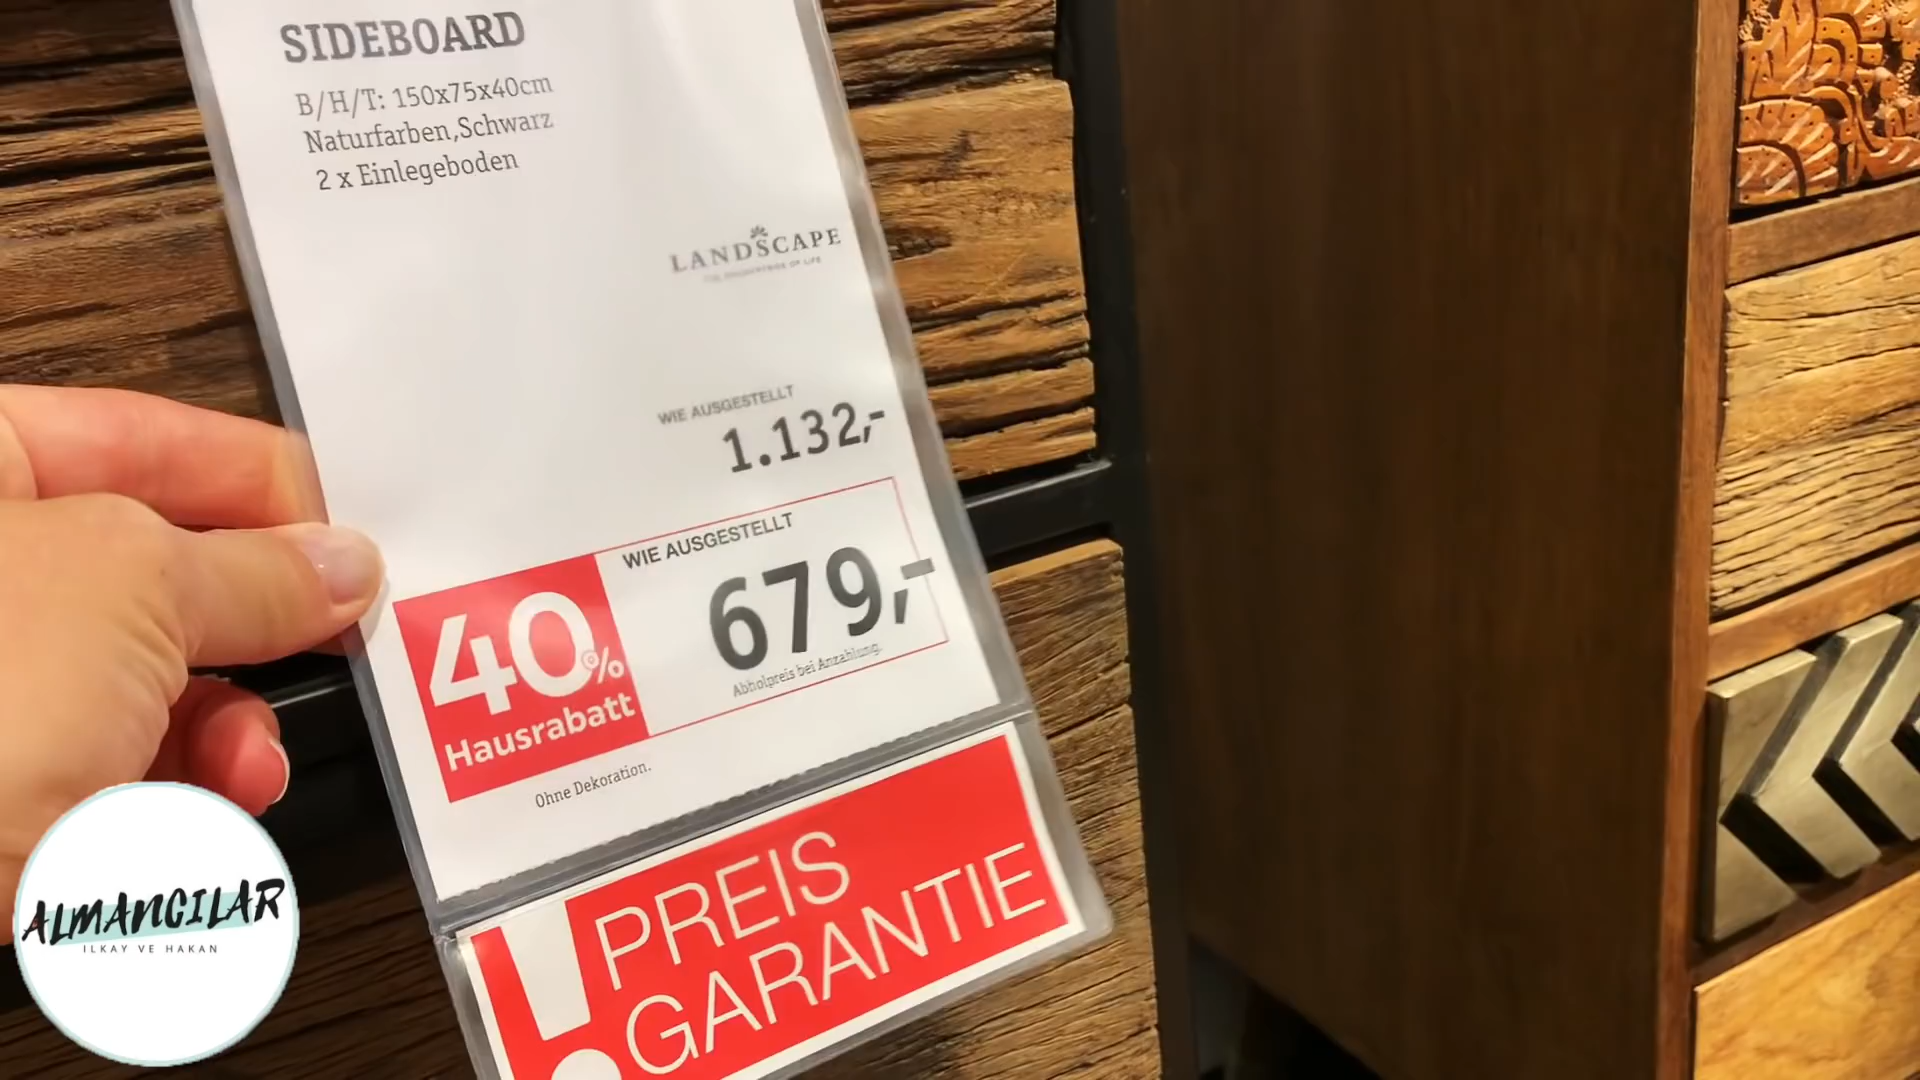 SIDEBOARD
B/H/T: 150x75x40cm
Naturfarben,Schwarz
2 x Einlegeboden
LANDSCAPE
WIE AUSGESTELLT
1.132,-
WIE AUSGESTELLT
679,-
Abholpreis bei Anzahlung.
40%
Hausrabatt
Ohne Dekoration.
! PREIS
GARANTIE
ALMANCILAR
ILKAY VE HAKAN